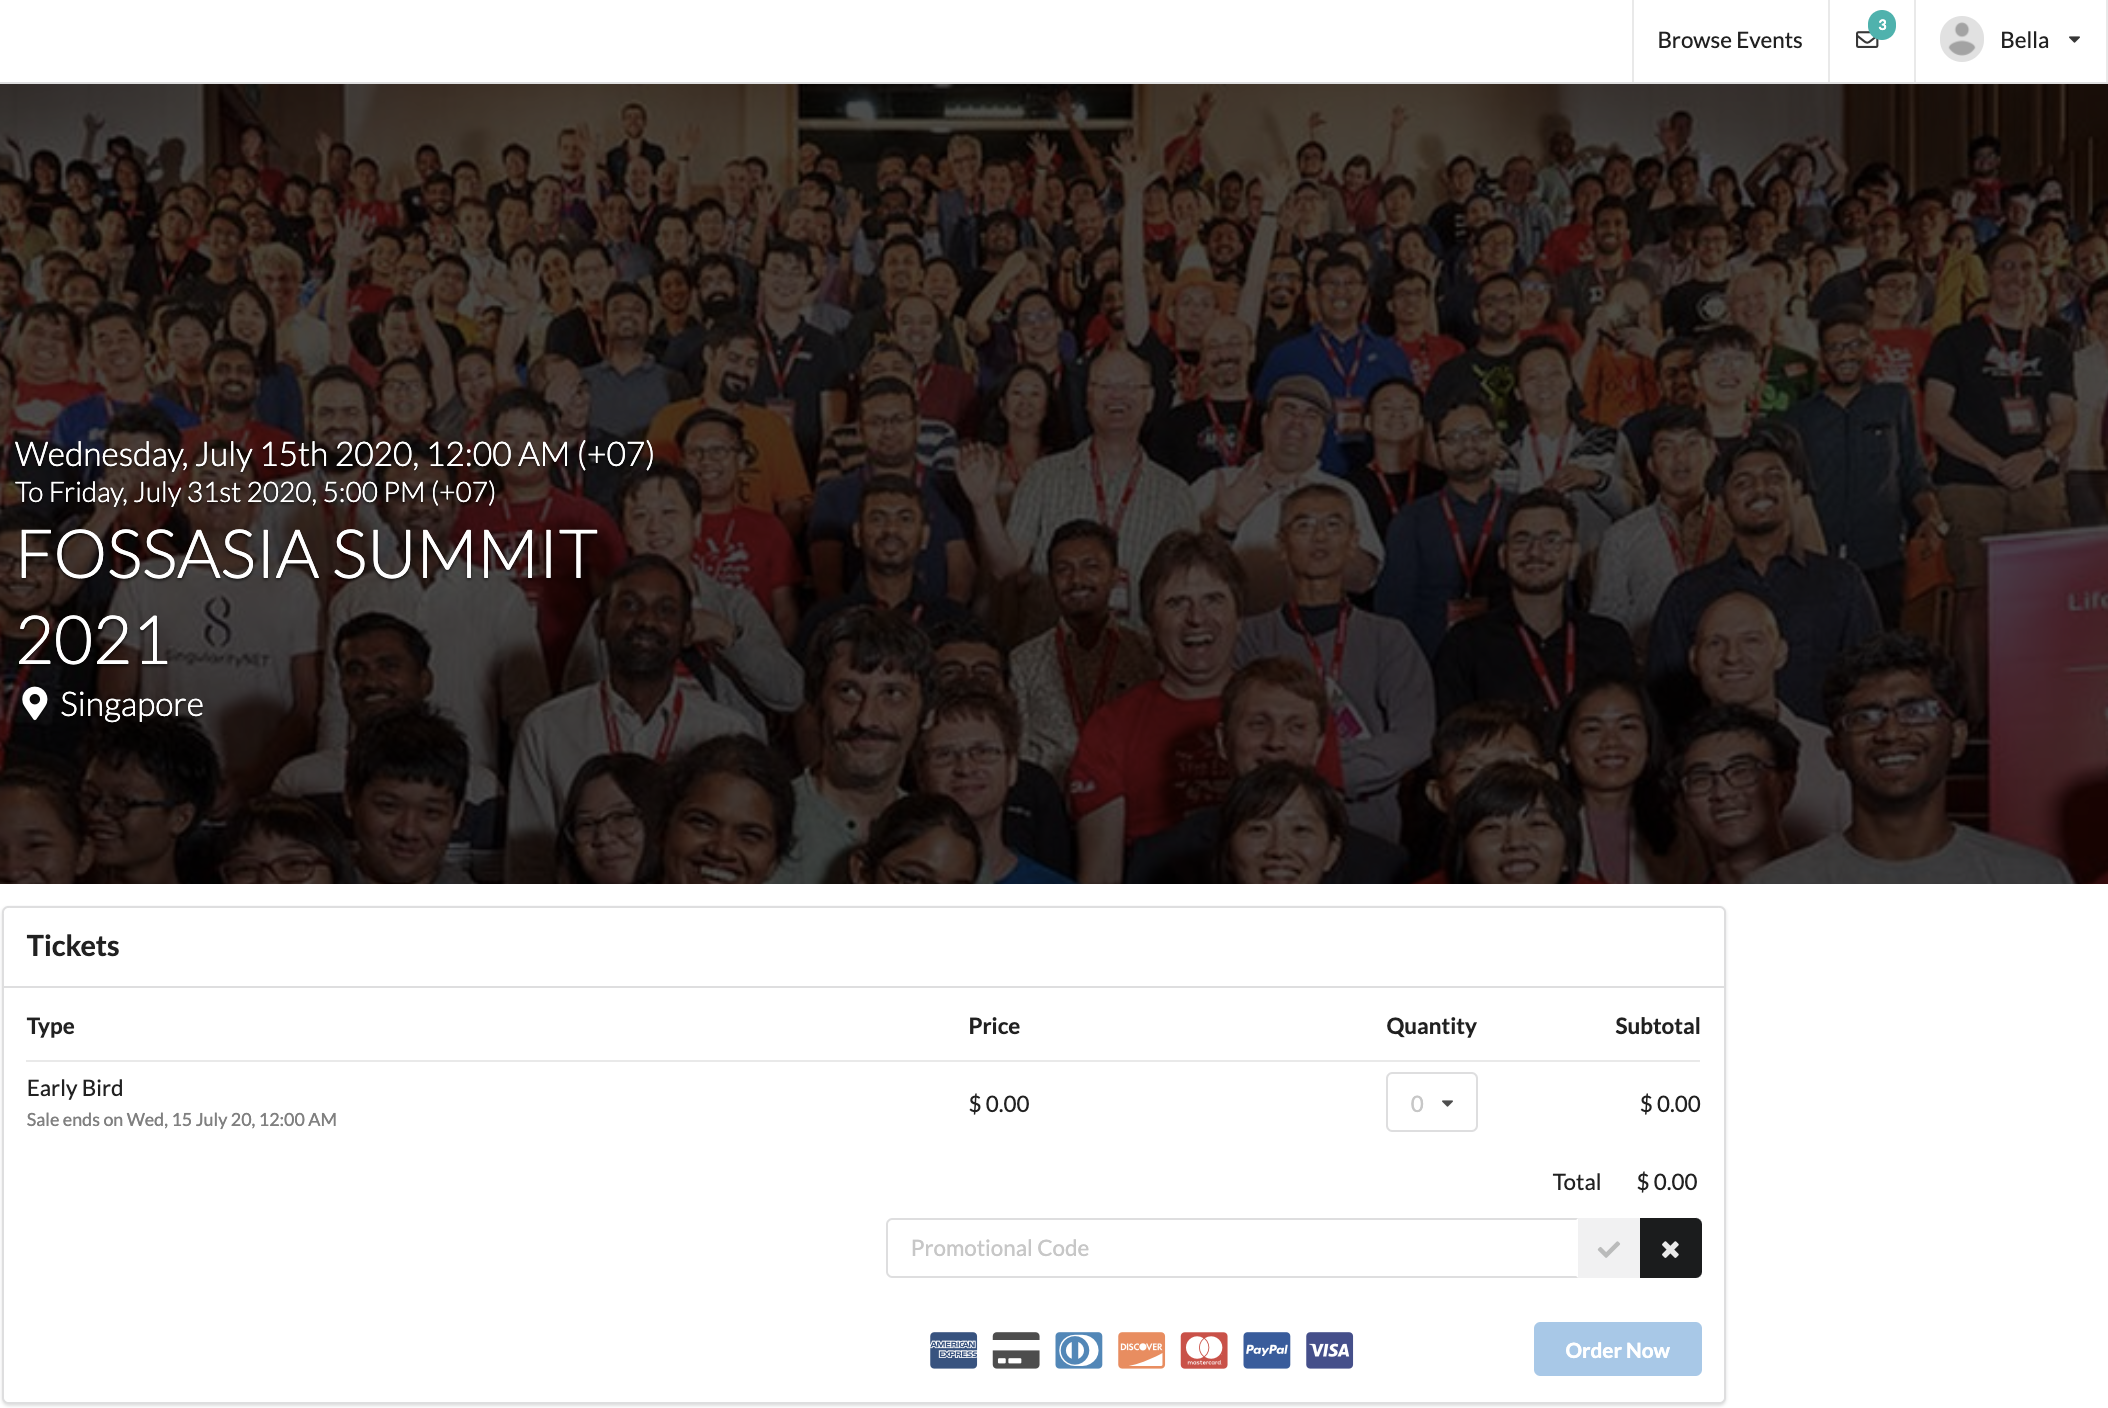 Browse Events
3
Bella
Wednesday, July 15th 2020, 12:00 AM (+07)
To Friday, July 31st 2020, 5:00 PM (+07)
FOSSASIA SUMMIT
2021
Singapore
SingularityNET
Life
Tickets
Type Price Quantity Subtotal
Early Bird
Sale ends on Wed, 15 July 20, 12:00 AM
$ 0.00 0 $ 0.00
Total $ 0.00
Promotional Code
AMERICAN EXPRESS DISCOVER mastercard PayPal VISA
Order Now